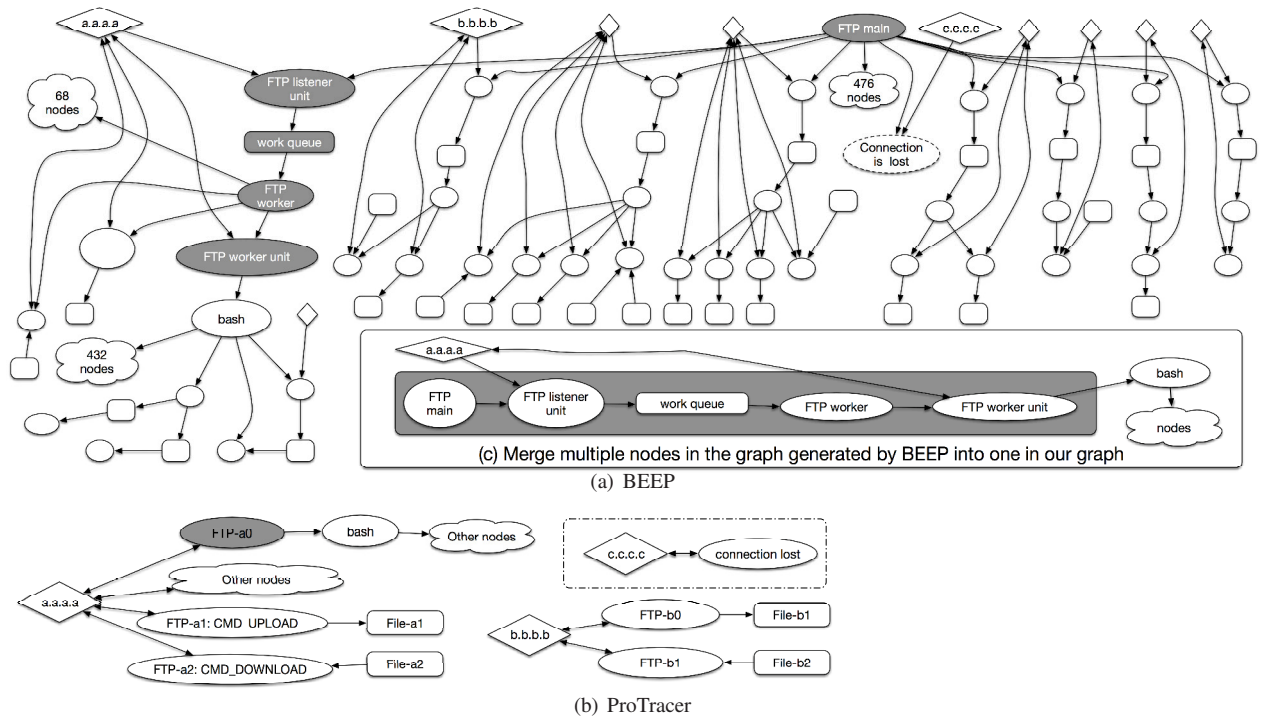 a.a.a.a
b.b.b.b
FTP main
c.c.c.c
FTP listener
unit
68
nodes
476
nodes
work queue
Connection
is lost
FTP
worker
FTP worker unit
bash
432
nodes
a.a.a.a
bash
FTP
main
FTP listener
unit
work queue
FTP worker
FTP worker unit
nodes
(c) Merge multiple nodes in the graph generated by BEEP into one in our graph
(a) BEEP
FTP-a0
bash
Other nodes
c.c.c.c
connection lost
Other nodes
a.a.a.a
FTP-a1: CMD_UPLOAD
File-a1
FTP-b0
File-b1
b.b.b.b
FTP-a2: CMD_DOWNLOAD
File-a2
FTP-b1
File-b2
(b) ProTracer